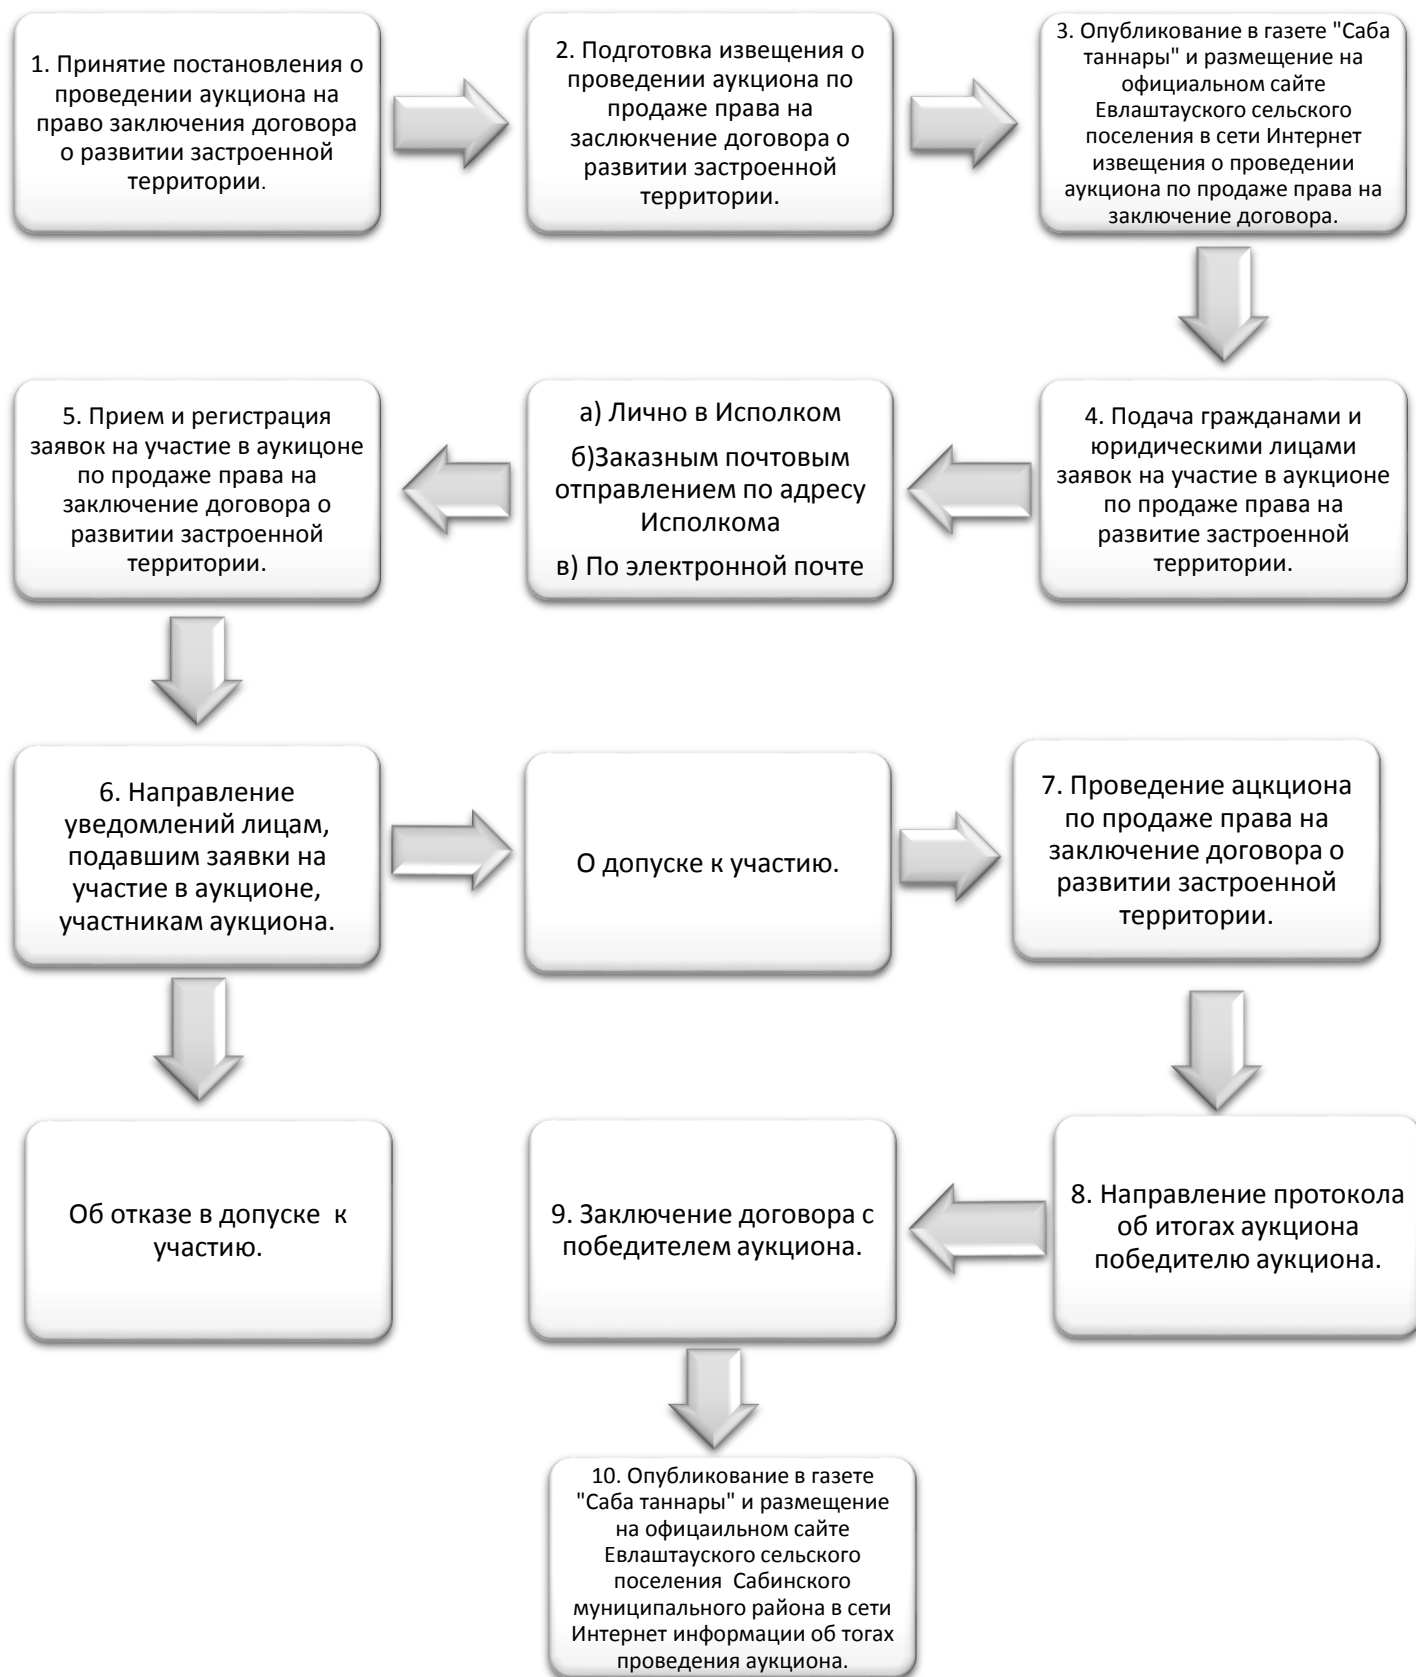 1. Принятие постановления о
проведении аукциона на
право заключения договора
о развитии застроенной
территории.
2. Подготовка извещения о
проведении аукциона по
продаже права на
заслюкчение договора о
развитии застроенной
территории.
3. Опубликование в газете "Саба
таннары" и размещение на
официальном сайте
Евлаштауского сельского
поселения в сети Интернет
извещения о проведении
аукциона по продаже права на
заключение договора.
4. Подача гражданами и
юридическими лицами
заявок на участие в аукционе
по продаже права на
развитие застроенной
территории.
а) Лично в Исполком
б)Заказным почтовым
отправлением по адресу
Исполкома
в) По электронной почте
5. Прием и регистрация
заявок на участие в аукицоне
по продаже права на
заключение договора о
развитии застроенной
территории.
6. Направление
уведомлений лицам,
подавшим заявки на
участие в аукционе,
участникам аукциона.
О допуске к участию.
7. Проведение ацкциона
по продаже права на
заключение договора о
развитии застроенной
территории.
Об отказе в допуске к
участию.
8. Направление протокола
об итогах аукциона
победителю аукциона.
9. Заключение договора с
победителем аукциона.
10. Опубликование в газете
"Саба таннары" и размещение
на офицаильном сайте
Евлаштауского сельского
поселения Сабинского
муниципального района в сети
Интернет информации об тогах
проведения аукциона.